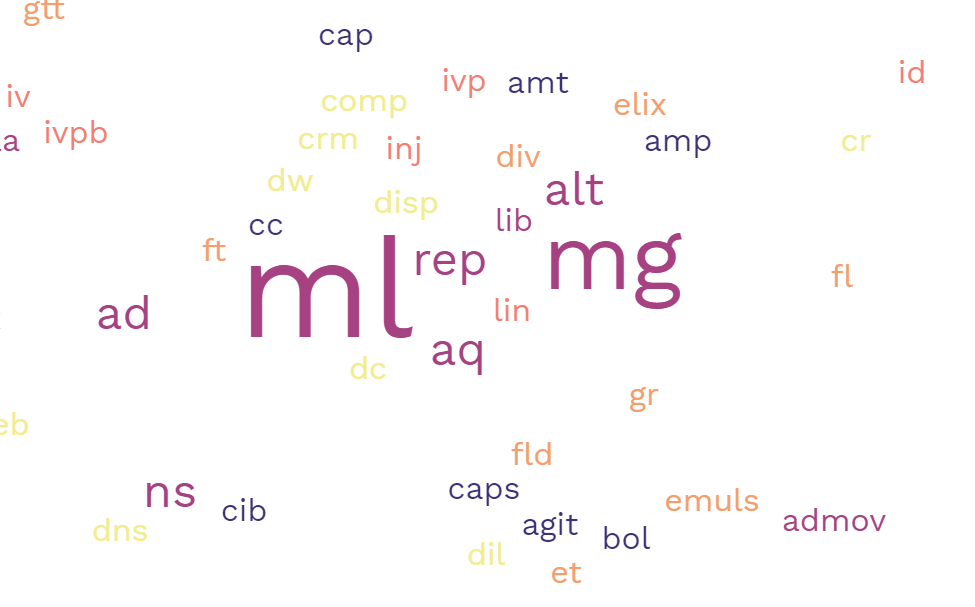 gtt
cap
id
ivp
amt
iv
comp
elix
ivpb
crm
inj
div
amp
cr
dw
alt
disp
lib
cc
ft
ml
rep
mg
fl
ad
lin
aq
dc
gr
fld
ns
cib
caps
emuls
dns
agit
bol
admov
dil
et